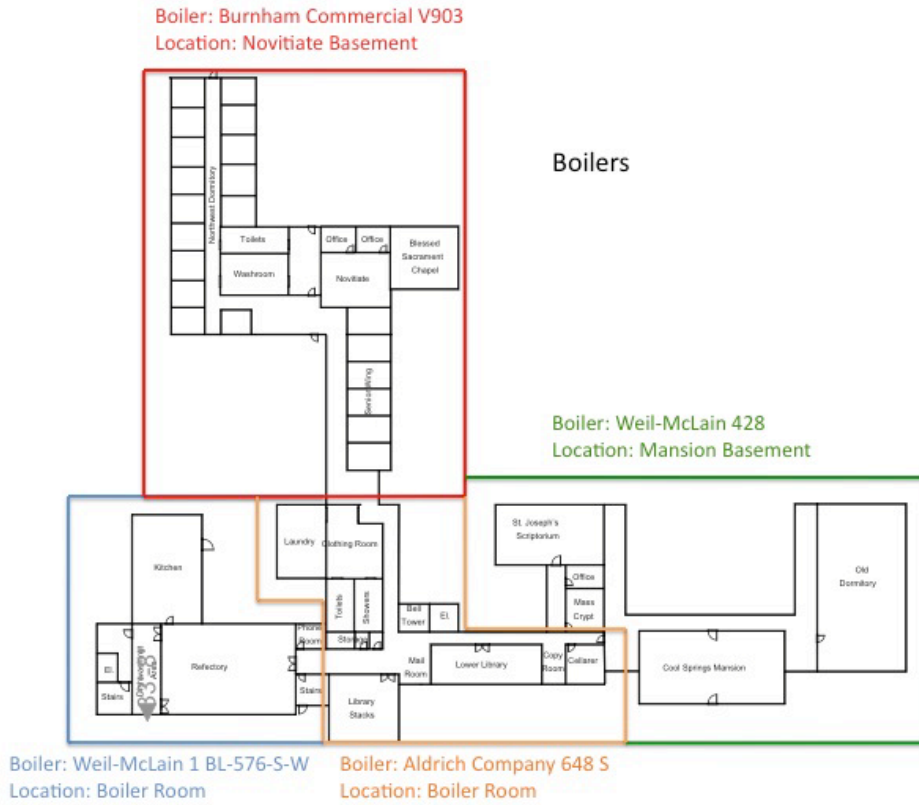 Boiler: Burnham Commercial V903
Location: Novitiate Basement
Boilers
Northwest Dormitory
Toilets
Washroom
Office
Office
Novitiate
Blessed
Sacrament
Chapel
Senior Wing
Boiler: Weil-McLain 428
Location: Mansion Basement
Laundry
Clothing Room
St. Joseph's
Scriptorium
Kitchen
Office
Mass
Crypt
Old
Dormitory
Toilets
Showers
Bell
Tower
El.
Phone
Room
Storage
El.
Stairs
Refectory
Stairs
Library
Stacks
Mail
Room
Lower Library
Copy
Room
Cellarer
Cool Springs Mansion
Boiler: Weil-McLain 1 BL-576-S-W
Location: Boiler Room
Boiler: Aldrich Company 648 S
Location: Boiler Room